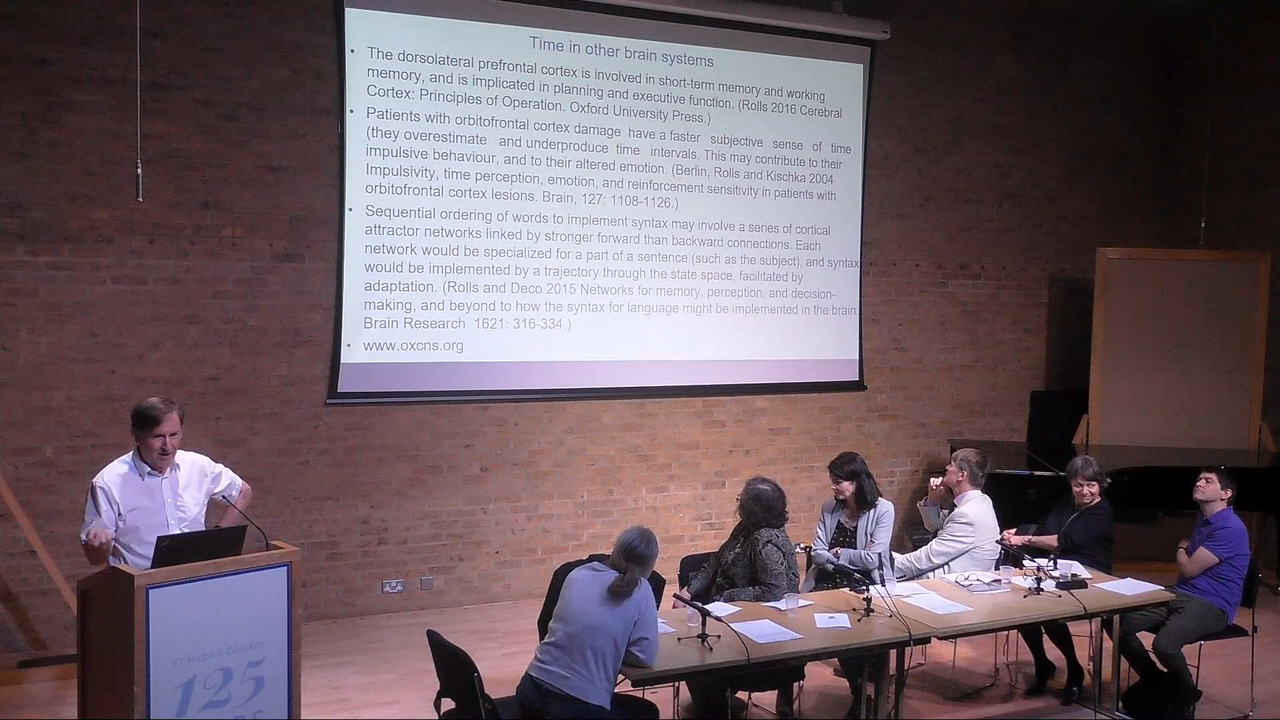 Time in other brain systems
• The dorsolateral prefrontal cortex is involved in short-term memory and working
memory, and is implicated in planning and executive function. (Rolls 2016 Cerebral
Cortex: Principles of Operation. Oxford University Press.)
• Patients with orbitofrontal cortex damage have a faster subjective sense of time
(they overestimate and underproduce time intervals. This may contribute to their
impulsive behaviour, and to their altered emotion. (Berlin, Rolls and Kischka 2004
Impulsivity, time perception, emotion, and reinforcement sensitivity in patients with
orbitofrontal cortex lesions. Brain, 127: 1108-1126.)
• Sequential ordering of words to implement syntax may involve a series of cortical
attractor networks linked by stronger forward than backward connections. Each
network would be specialized for a part of a sentence (such as the subject), and syntax
would be implemented by a trajectory through the state space, facilitated by
adaptation. (Rolls and Deco 2015 Networks for memory, perception, and decision-
making, and beyond to how the syntax for language might be implemented in the brain.
Brain Research 1621: 316-334.)
• www.oxcns.org
ST HILDA'S COLLEGE
125